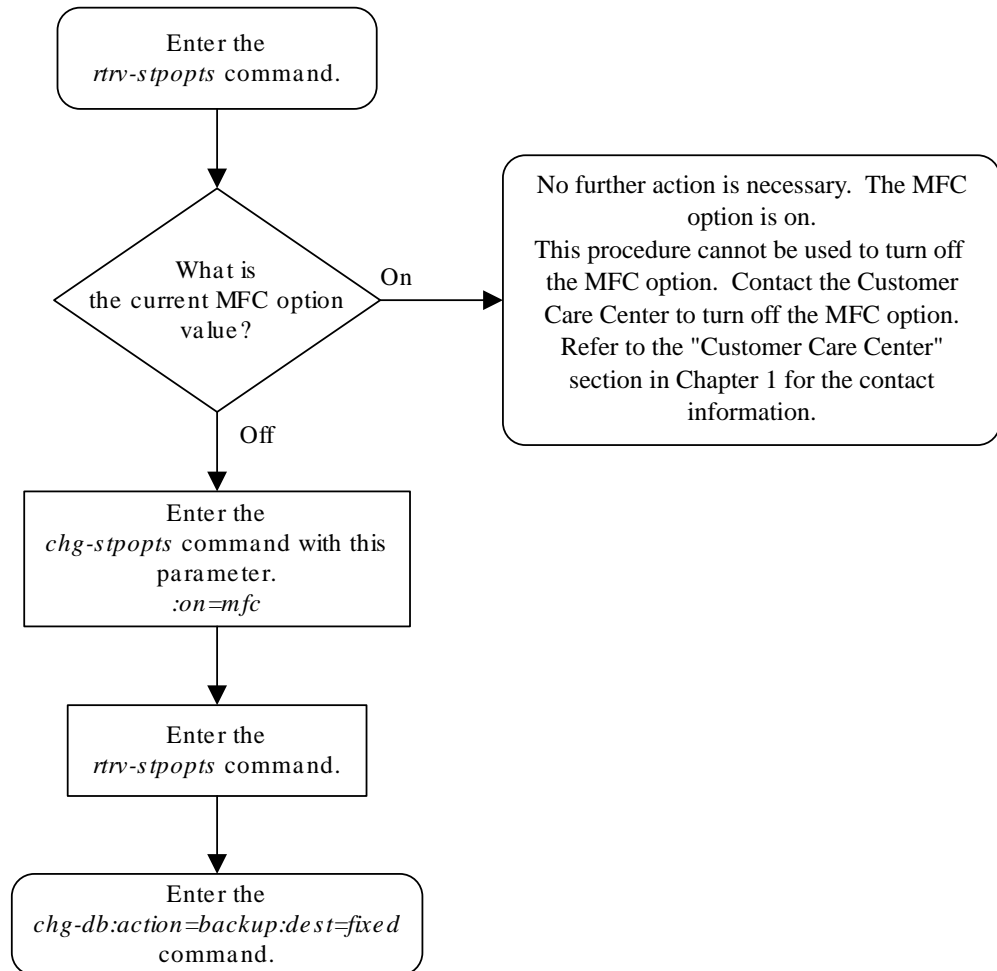 Enter the
rtrv-stpopts command.
What is
the current MFC option
value?
On
No further action is necessary. The MFC
option is on.
This procedure cannot be used to turn off
the MFC option. Contact the Customer
Care Center to turn off the MFC option.
Refer to the "Customer Care Center"
section in Chapter 1 for the contact
information.
Off
Enter the
chg-stpopts command with this
parameter.
:on=mfc
Enter the
rtrv-stpopts command.
Enter the
chg-db:action=backup:dest=fixed
command.